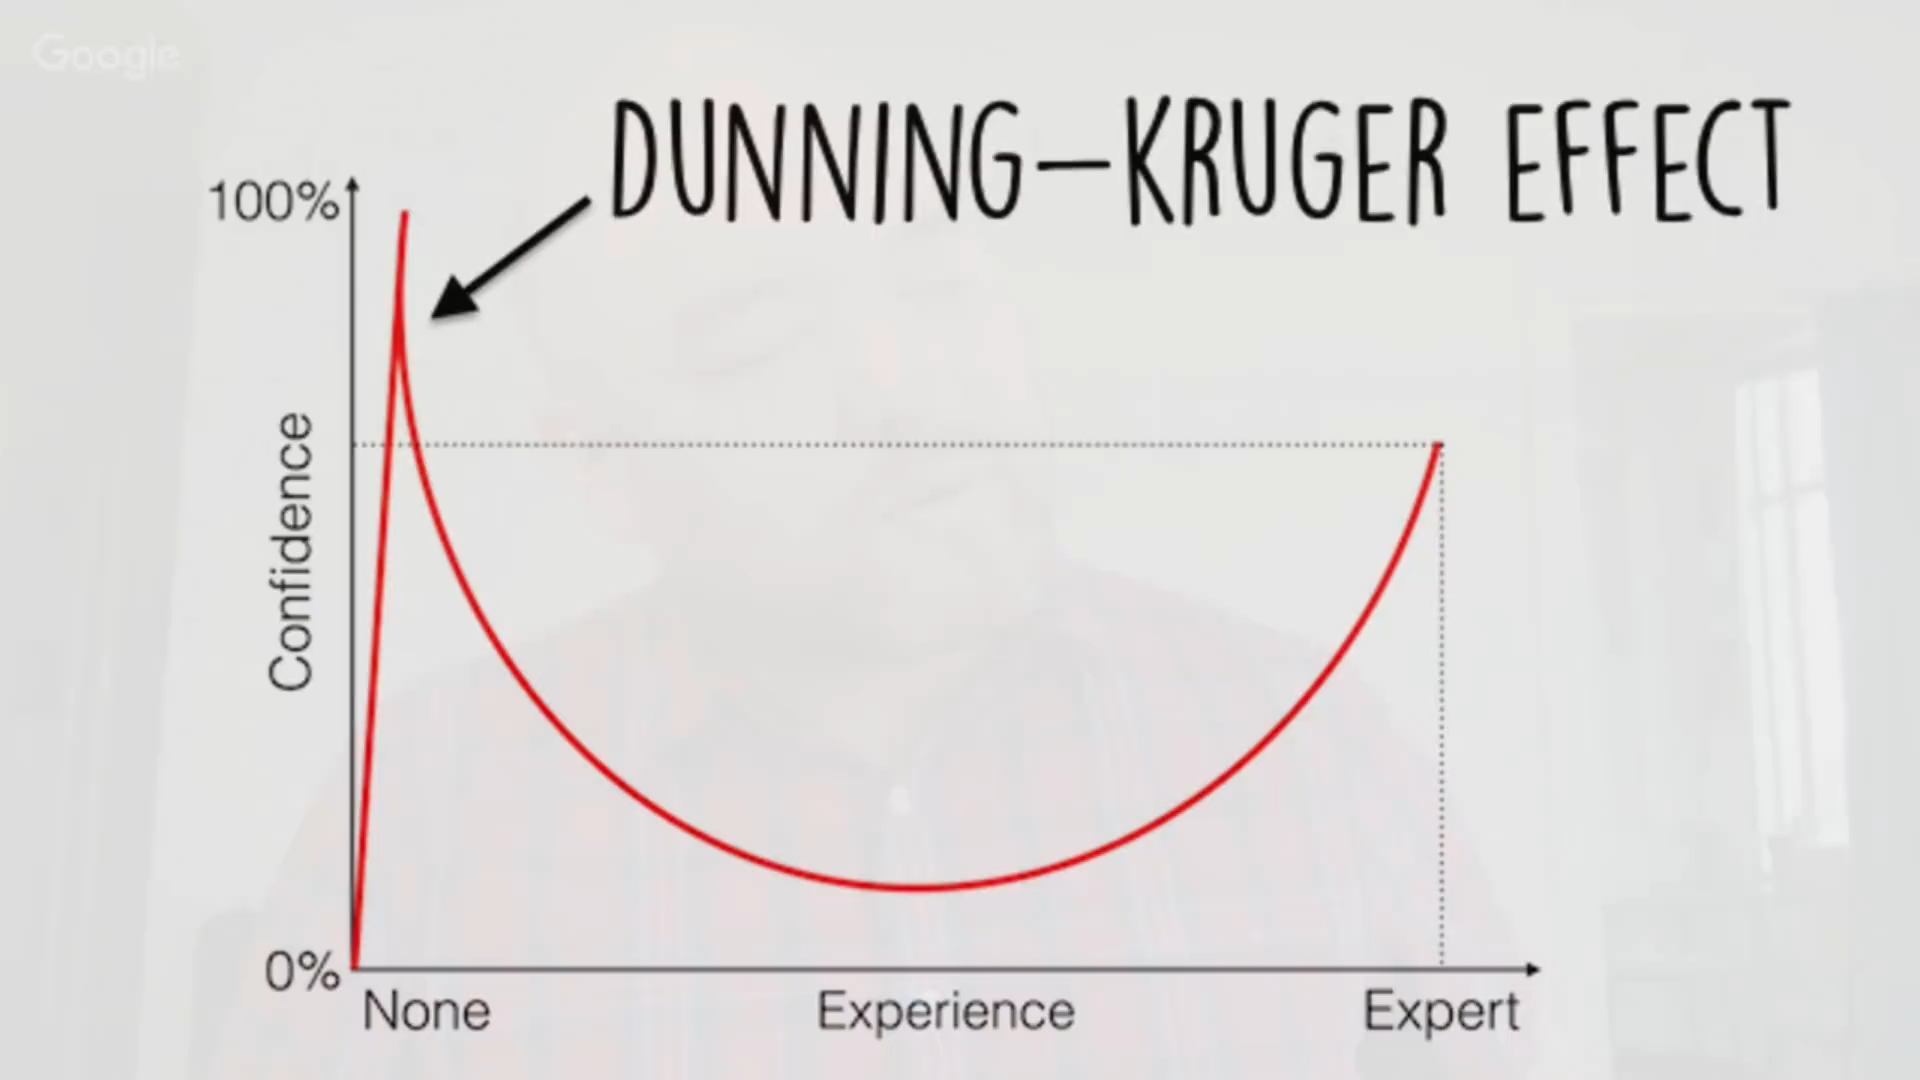 Google
DUNNING–KRUGER EFFECT
100%
Confidence
0%
None
Experience
Expert